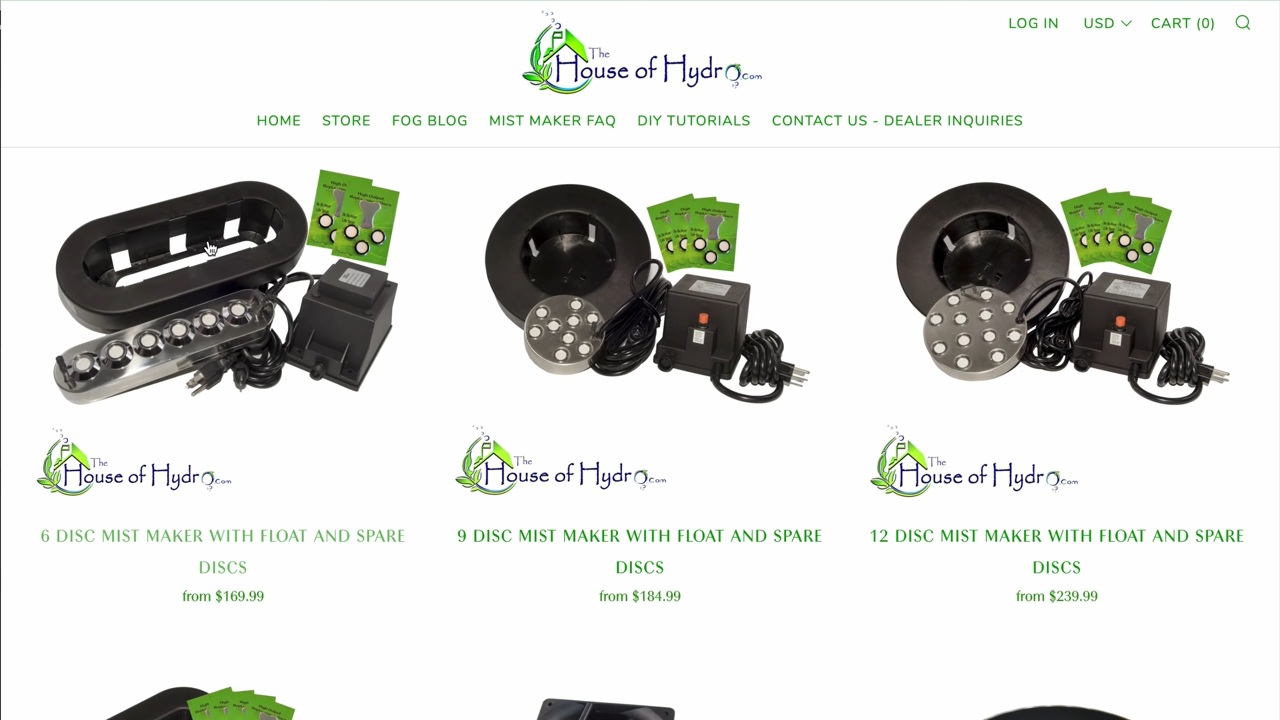 LOG IN
USD
CART (0)
The
House of Hydro.com
HOME
STORE
FOG BLOG
MIST MAKER FAQ
DIY TUTORIALS
CONTACT US - DEALER INQUIRIES
The
House of Hydro.com
The
House of Hydro.com
The
House of Hydro.com
6 DISC MIST MAKER WITH FLOAT AND SPARE
DISCS
from $169.99
9 DISC MIST MAKER WITH FLOAT AND SPARE
DISCS
from $184.99
12 DISC MIST MAKER WITH FLOAT AND SPARE
DISCS
from $239.99